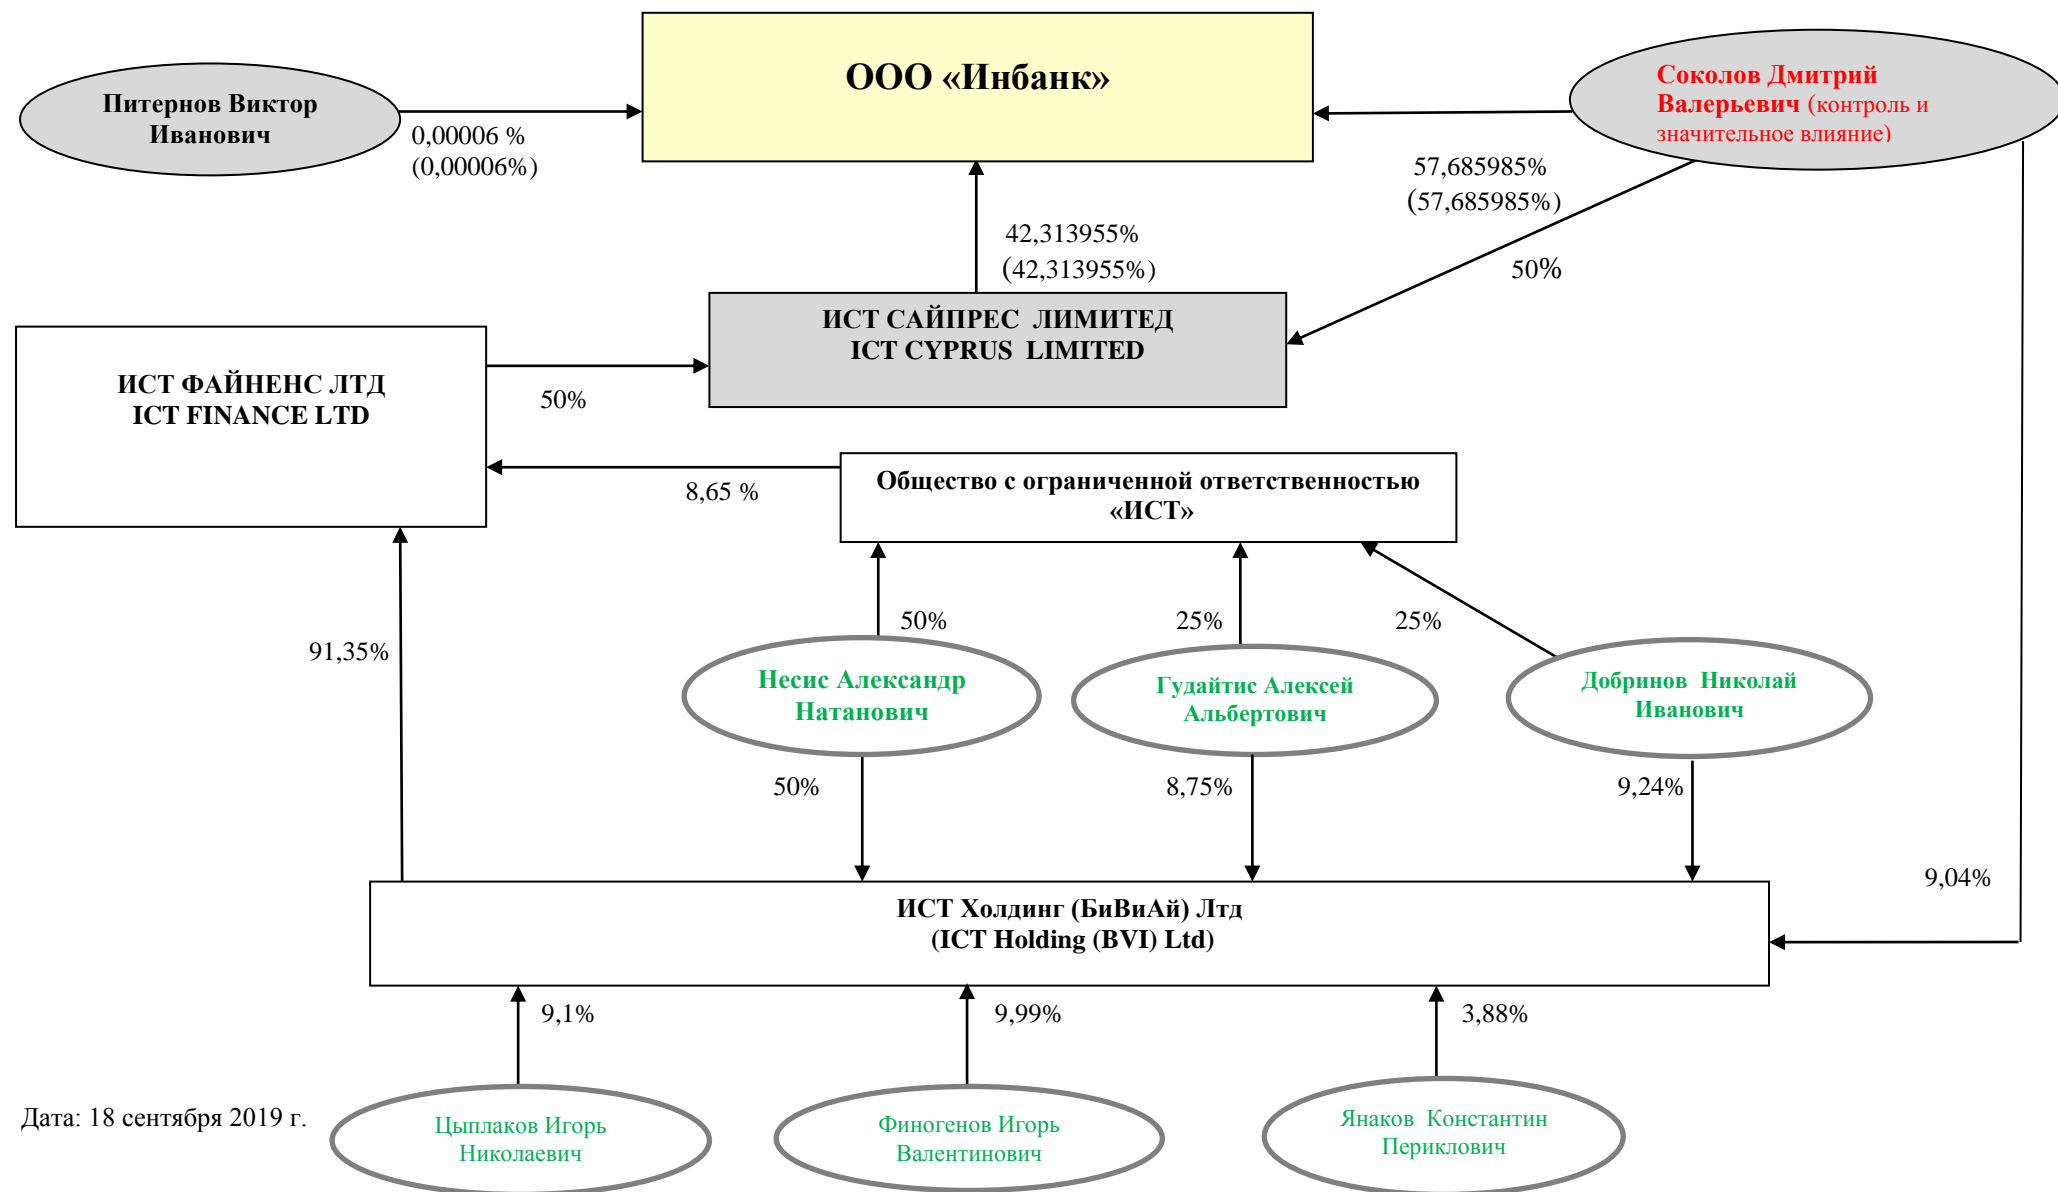 ООО «Инбанк»
Питернов Виктор
Иванович
Соколов Дмитрий
Валерьевич (контроль и
значительное влияние)
0,00006 %
(0,00006%)
57,685985%
(57,685985%)
42,313955%
(42,313955%)
50%
ИСТ САЙПРЕС ЛИМИТЕД
ICT CYPRUS LIMITED
ИСТ ФАЙНЕНС ЛТД
ICT FINANCE LTD
50%
8,65 %
Общество с ограниченной ответственностью
«ИСТ»
50%
25%
25%
91,35%
Несис Александр
Натанович
Гудайтис Алексей
Альбертович
Добринов Николай
Иванович
50%
8,75%
9,24%
9,04%
ИСТ Холдинг (БиВиАй) Лтд
(ICT Holding (BVI) Ltd)
9,1%
9,99%
3,88%
Дата: 18 сентября 2019 г.
Цыплаков Игорь
Николаевич
Финогенов Игорь
Валентинович
Янаков Константин
Периклович